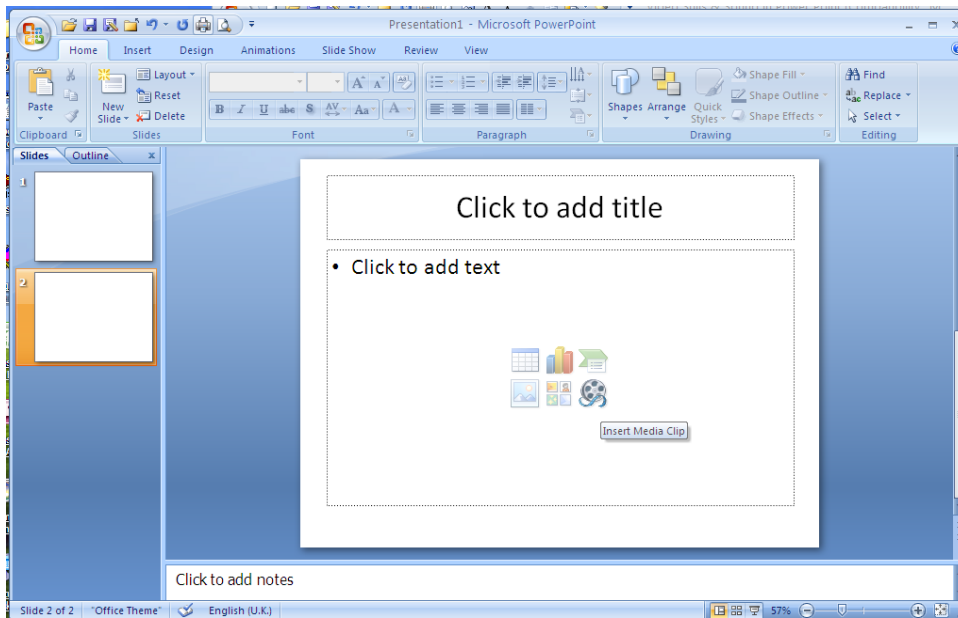 Presentation1 - Microsoft PowerPoint
Home Insert Design Animations Slide Show Review View
Paste
Clipboard
New Slide
Layout
Reset
Delete
Slides
B I U abe S AV Aa A
Font
Paragraph
Shapes Arrange Quick Styles
Shape Fill
Shape Outline
Shape Effects
Drawing
Find
Replace
Select
Editing
Slides Outline x
1
2
Click to add title
• Click to add text
Insert Media Clip
Click to add notes
Slide 2 of 2 "Office Theme" English (U.K.) 57%